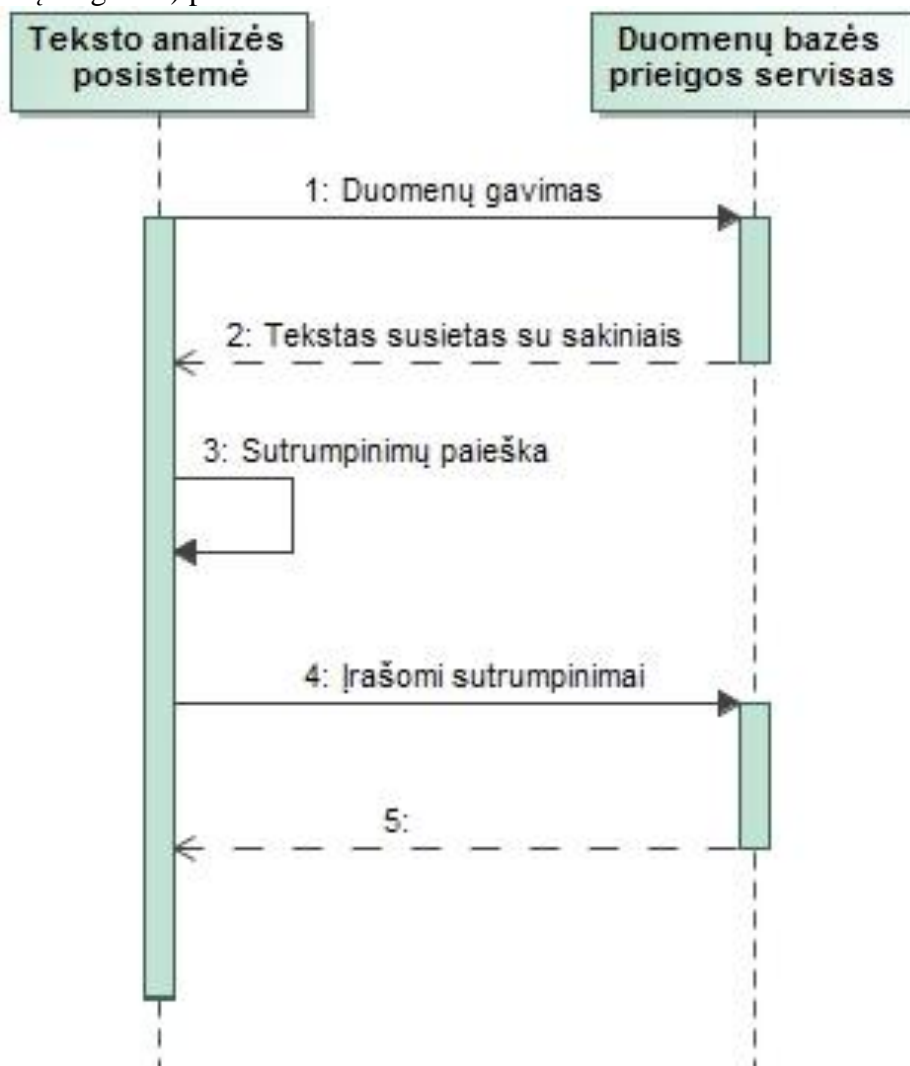 Teksto analizės
posistemė
Duomenų bazės
prieigos servisas
1: Duomenų gavimas
2: Tekstas susietas su sakiniais
3: Sutrumpinimų paieška
4: Įrašomi sutrumpinimai
5: